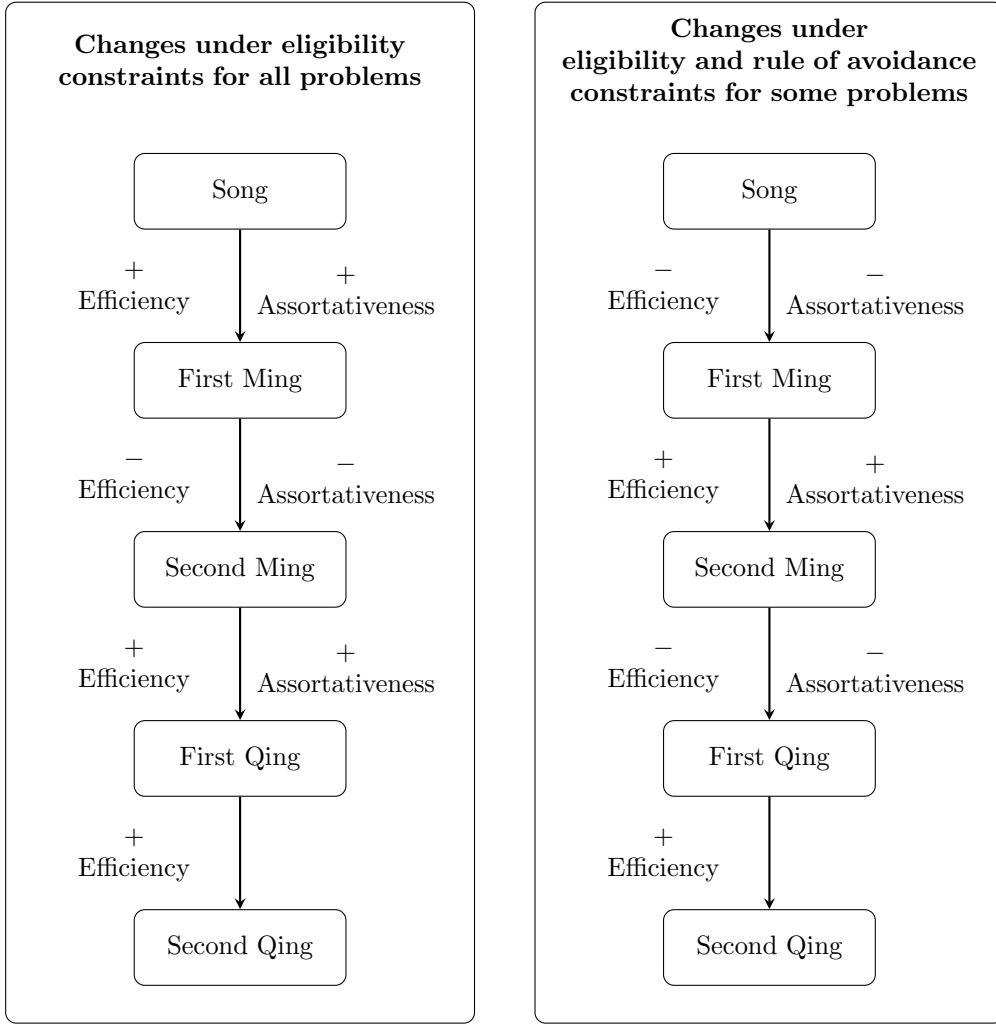 Changes under eligibility
constraints for all problems
Song
+
Efficiency
+
Assortativeness
First Ming
−
Efficiency
−
Assortativeness
Second Ming
+
Efficiency
+
Assortativeness
First Qing
+
Efficiency
Second Qing
Changes under
eligibility and rule of avoidance
constraints for some problems
Song
−
Efficiency
−
Assortativeness
First Ming
+
Efficiency
+
Assortativeness
Second Ming
−
Efficiency
−
Assortativeness
First Qing
+
Efficiency
Second Qing